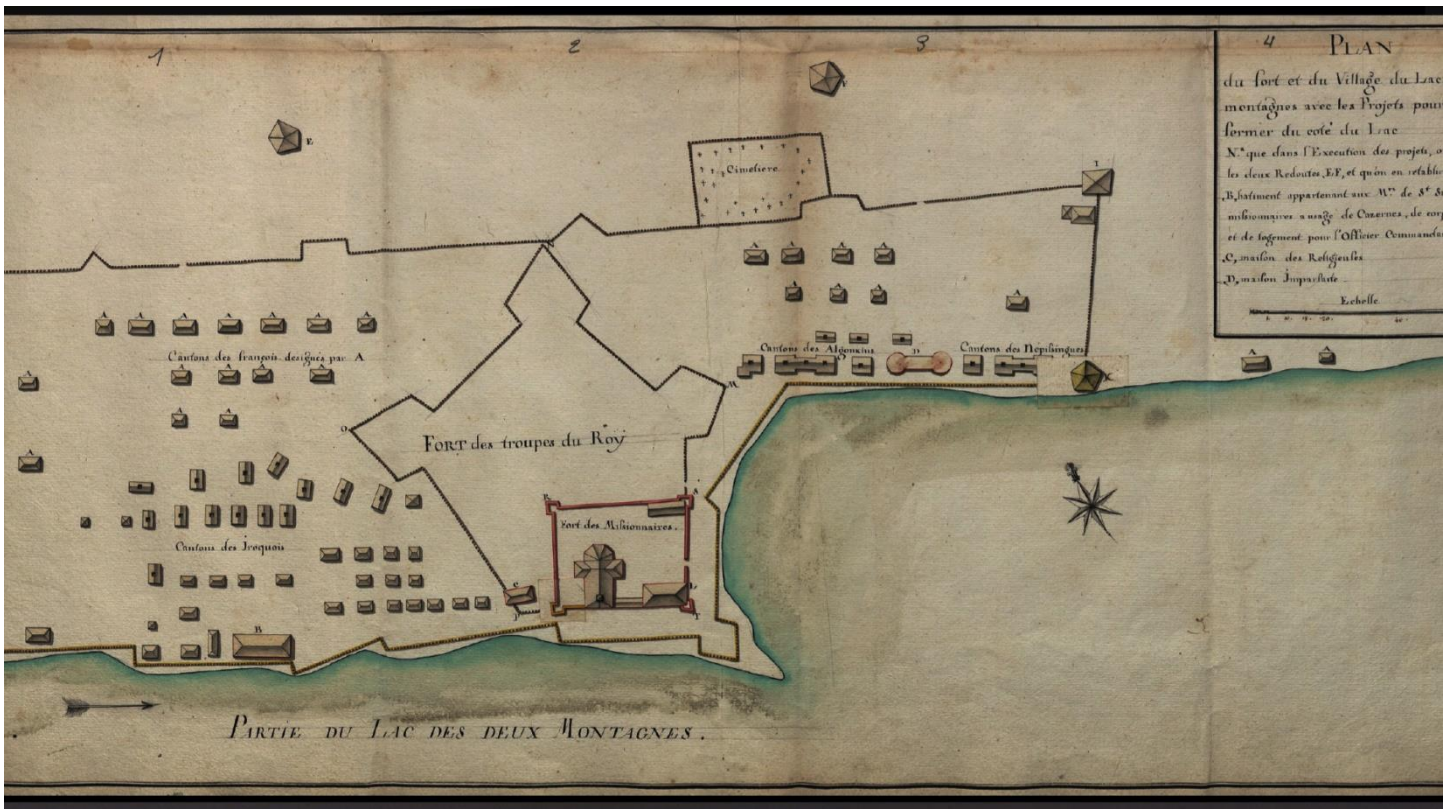 1
2
3
4
PLAN
du fort et du Village du Lac
montagnes avec les Projets pour
fermer du coté du Lac
N.ª que dans l'Execution des projets, o
les deux Redoutes, E F, et qu'on en retablir
,B, batiment appartenant aux M.rs de S.t Su
missionaires a usage de Cazernes, de corp
et de logement pour l'Officier Commandan
,C, maison des Religieuses
,D, maison Imparfaite
Echelle
E
Cimetiere
I
Cantons des françois designés par A
Cantons des Algonkins
D
Cantons des Nepibingues
M
O
FORT des troupes du Roy
R
S
Fort des Missionnaires.
Cantons des Iroquois
C
L
P
T
B
PARTIE DU LAC DES DEUX MONTAGNES.